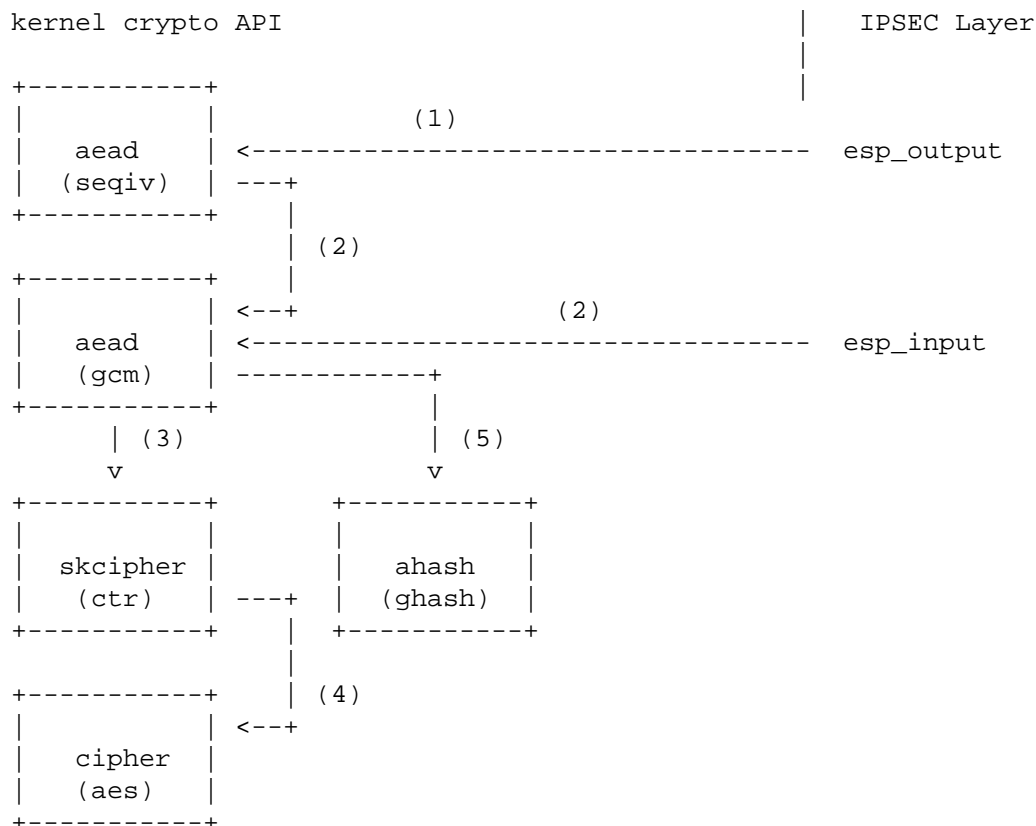 kernel crypto API | IPSEC Layer
|
+-----------+ |
| | (1)
| aead | <----------------------------------- esp_output
| (seqiv) | ---+
+-----------+ |
| (2)
+-----------+ |
| | <--+ (2)
| aead | <----------------------------------- esp_input
| (gcm) | ------------+
+-----------+ |
| (3) | (5)
v v
+-----------+ +-----------+
| | | |
| skcipher | | ahash |
| (ctr) | ---+ | (ghash) |
+-----------+ | +-----------+
|
+-----------+ | (4)
| | <--+
| cipher |
| (aes) |
+-----------+